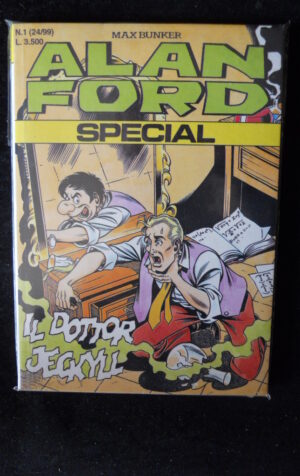 N.1 (24/99)
L. 3.500
MAX BUNKER
ALAN
FORD
SPECIAL
IL DOTTOR
JECKYLL